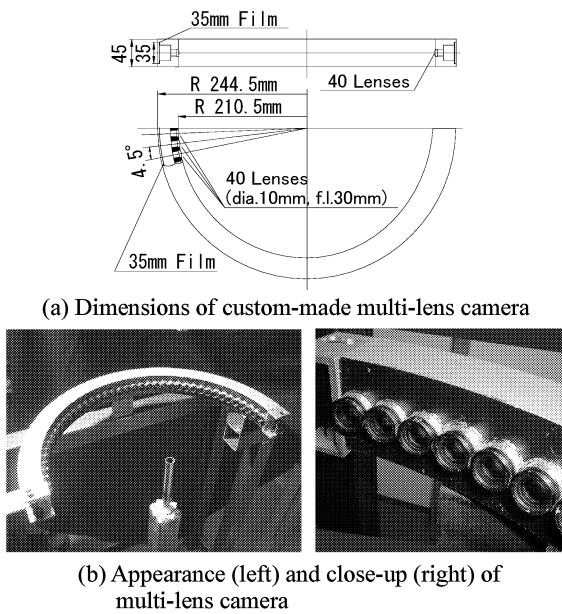 35mm Film
45
35
40 Lenses
R 244.5mm
R 210.5mm
4.5°
40 Lenses
(dia.10mm, f.l.30mm)
35mm Film
(a) Dimensions of custom-made multi-lens camera
(b) Appearance (left) and close-up (right) of
multi-lens camera